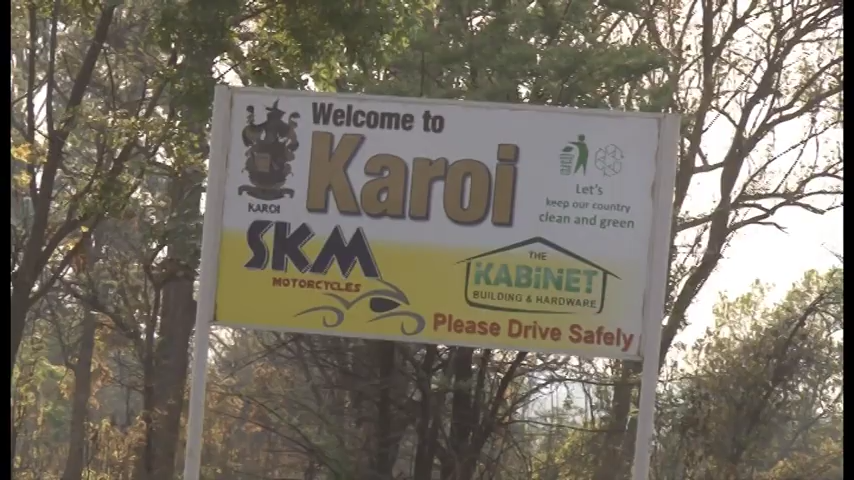 Welcome to
Karoi
KAROI
Let's
keep our country
clean and green
SKM
MOTORCYCLES
THE
KABiNET
BUILDING & HARDWARE
Please Drive Safely